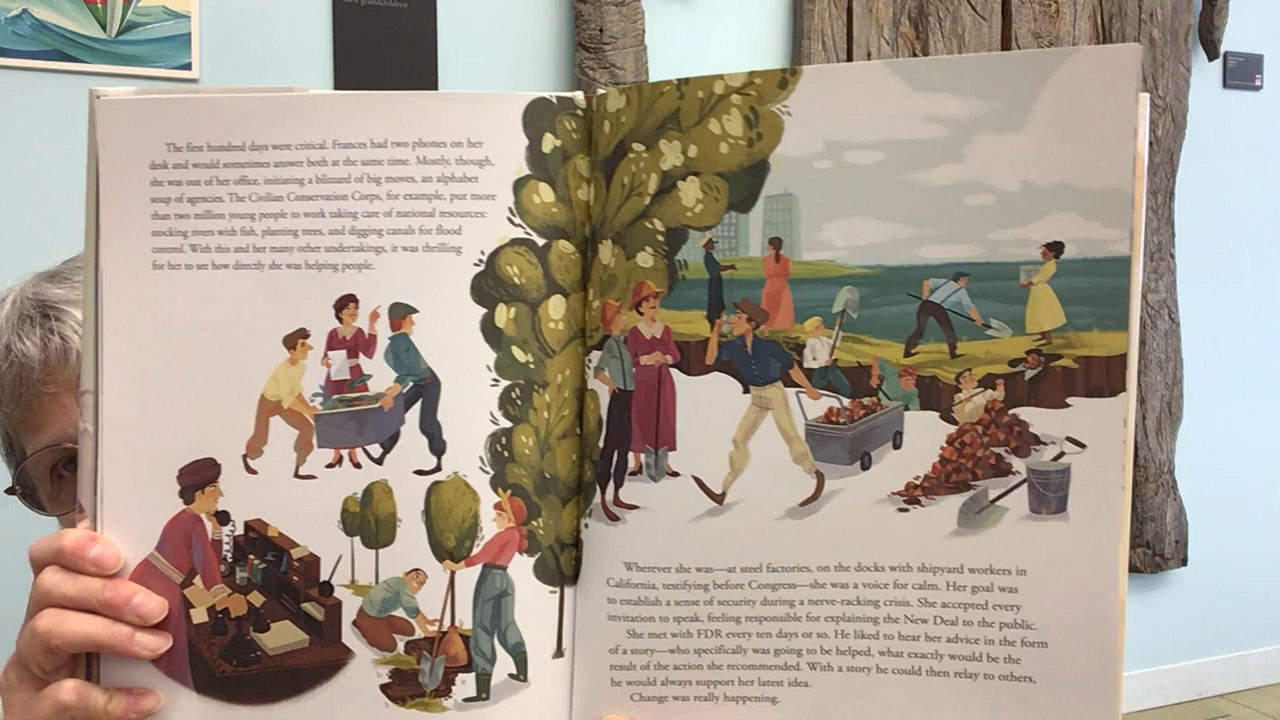 their grandchildren
The first hundred days were critical. Frances had two phones on her
desk and would sometimes answer both at the same time. Mostly, though,
she was out of her office, initiating a blizzard of big moves, an alphabet
soup of agencies. The Civilian Conservation Corps, for example, put more
than two million young people to work taking care of national resources:
stocking rivers with fish, planting trees, and digging canals for flood
control. With this and her many other undertakings, it was thrilling
for her to see how directly she was helping people.
Wherever she was—at steel factories, on the docks with shipyard workers in
California, testifying before Congress—she was a voice for calm. Her goal was
to establish a sense of security during a nerve-racking crisis. She accepted every
invitation to speak, feeling responsible for explaining the New Deal to the public.
She met with FDR every ten days or so. He liked to hear her advice in the form
of a story—who specifically was going to be helped, what exactly would be the
result of the action she recommended. With a story he could then relay to others,
he would always support her latest idea.
Change was really happening.